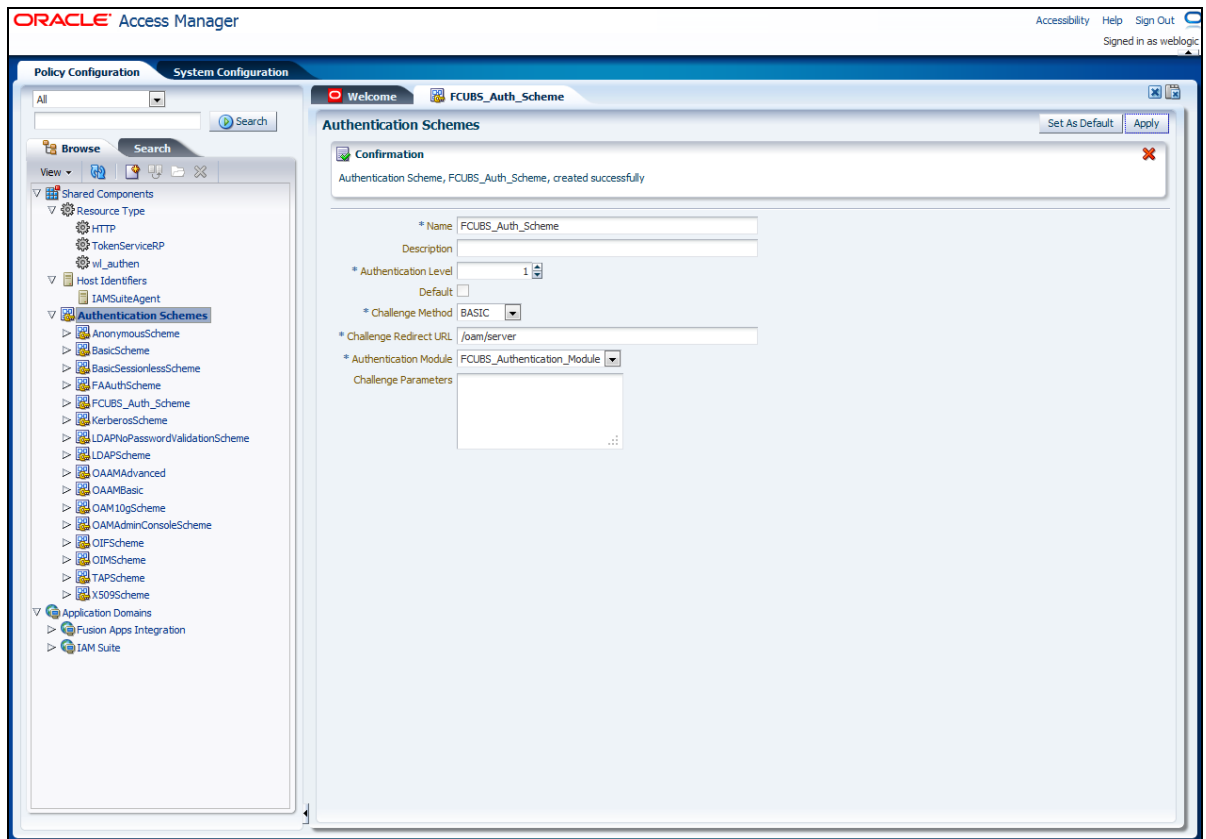 ORACLE® Access Manager
Accessibility Help Sign Out
Signed in as weblogic
Policy Configuration System Configuration
All
Search
Browse Search
View
Shared Components
Resource Type
HTTP
TokenServiceRP
wl_authen
Host Identifiers
IAMSuiteAgent
Authentication Schemes
AnonymousScheme
BasicScheme
BasicSessionlessScheme
FAAuthScheme
FCUBS_Auth_Scheme
KerberosScheme
LDAPNoPasswordValidationScheme
LDAPScheme
OAAMAdvanced
OAAMBasic
OAM10gScheme
OAMAdminConsoleScheme
OIFScheme
OIMScheme
TAPScheme
X509Scheme
Application Domains
Fusion Apps Integration
IAM Suite
Welcome FCUBS_Auth_Scheme
Authentication Schemes Set As Default Apply
Confirmation
Authentication Scheme, FCUBS_Auth_Scheme, created successfully
* Name FCUBS_Auth_Scheme
Description
* Authentication Level 1
Default
* Challenge Method BASIC
* Challenge Redirect URL /oam/server
* Authentication Module FCUBS_Authentication_Module
Challenge Parameters